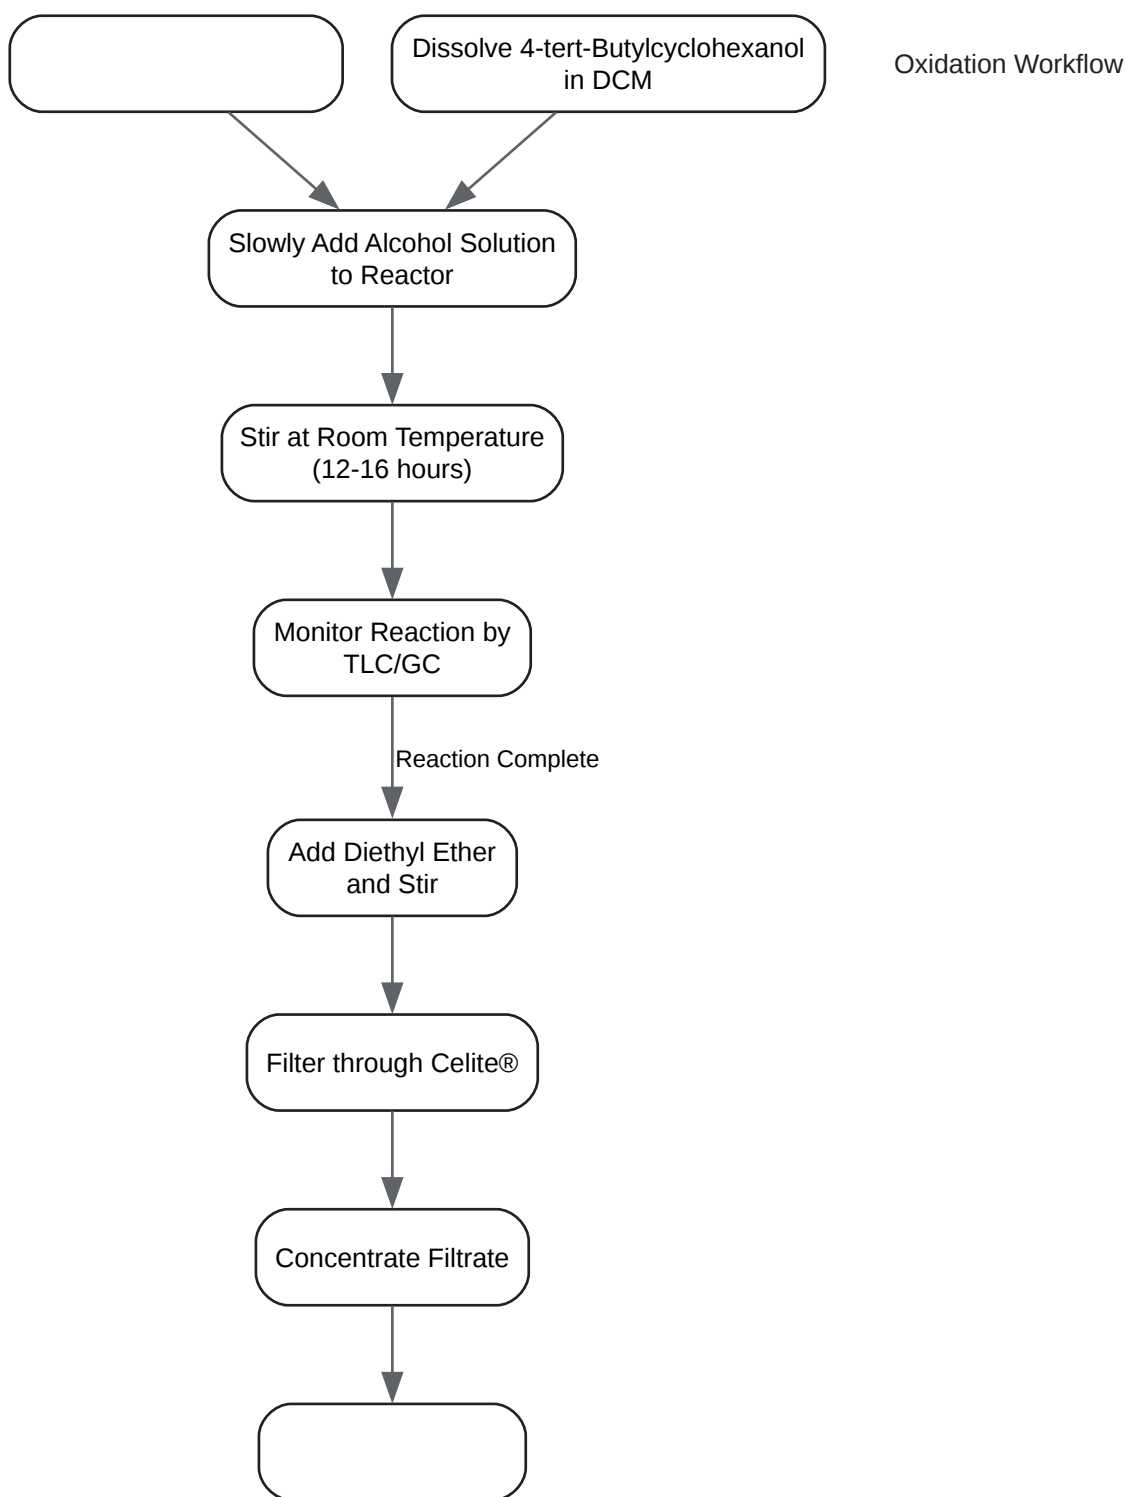 Dissolve 4-tert-Butylcyclohexanol
in DCM
Oxidation Workflow
Slowly Add Alcohol Solution
to Reactor
Stir at Room Temperature
(12-16 hours)
Monitor Reaction by
TLC/GC
Reaction Complete
Add Diethyl Ether
and Stir
Filter through Celite®
Concentrate Filtrate